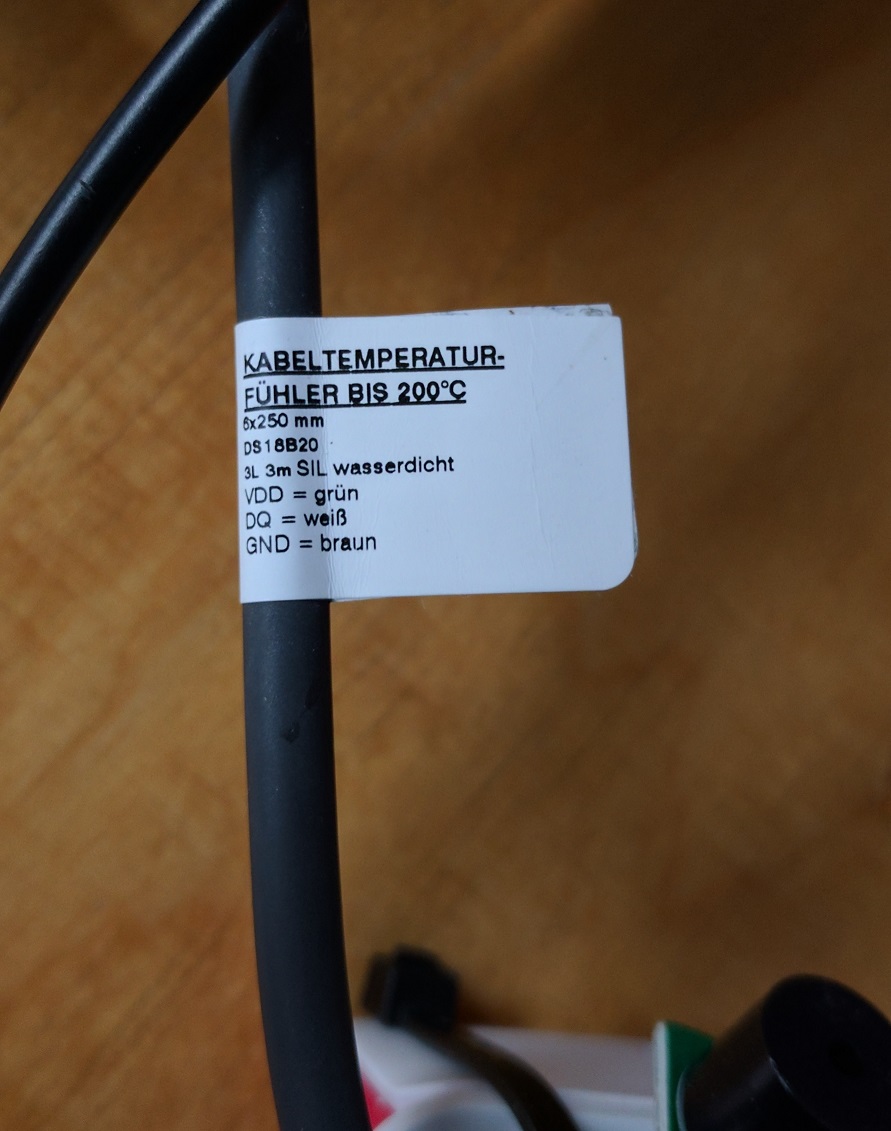 KABELTEMPERATUR-
FÜHLER BIS 200°C
6x250 mm
DS18B20
3L 3m SIL wasserdicht
VDD = grün
DQ = weiß
GND = braun